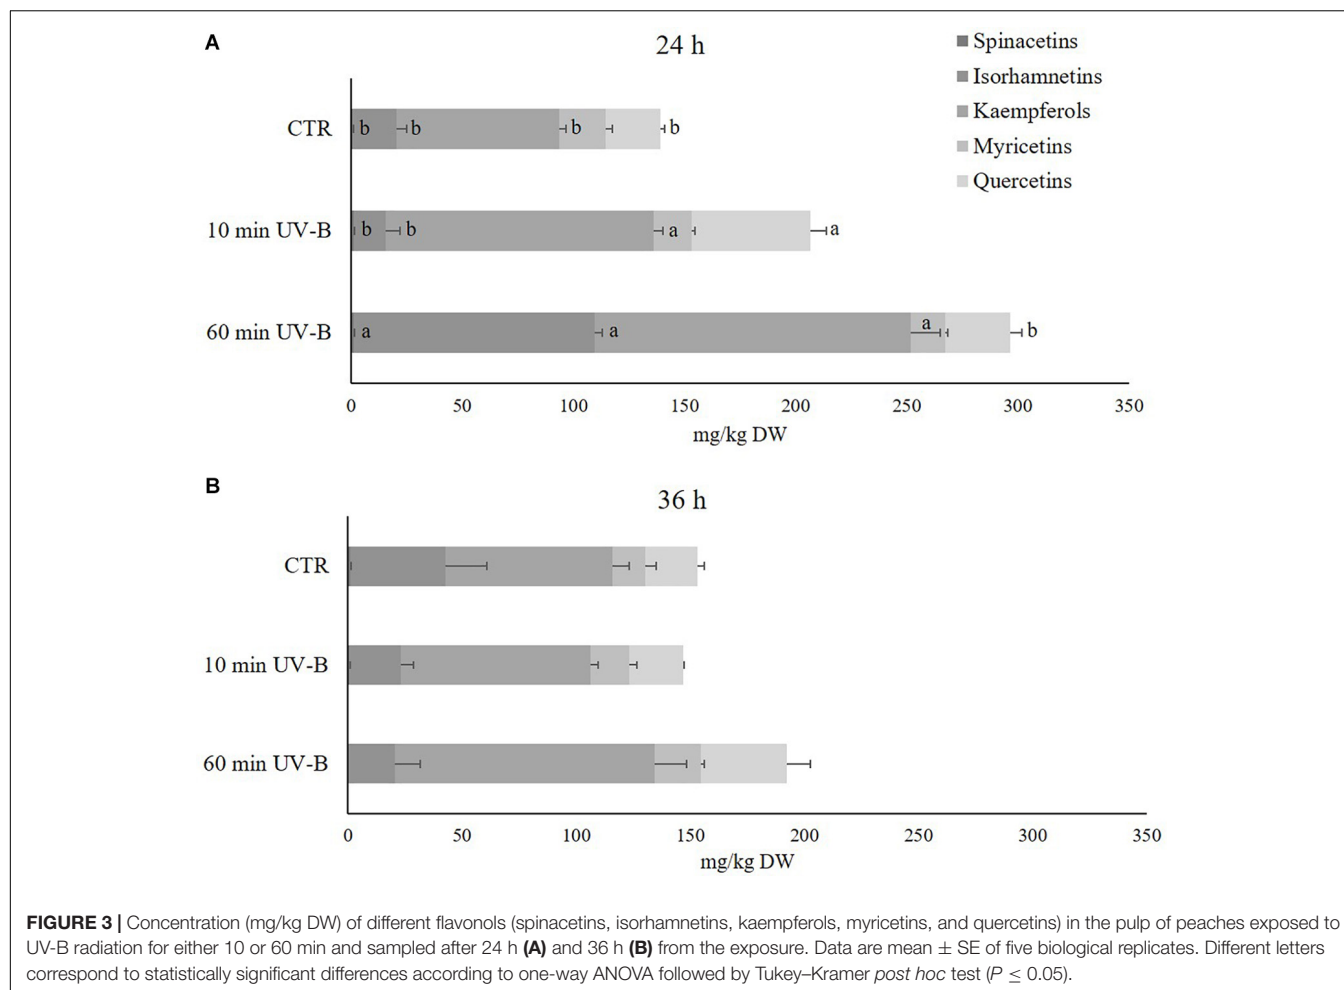 A
24 h
Spinacetins
Isorhamnetins
Kaempferols
Myricetins
Quercetins
CTR
b b b b
10 min UV-B
b b a a
60 min UV-B
a a a b
0 50 100 150 200 250 300 350
mg/kg DW
B
36 h
CTR
10 min UV-B
60 min UV-B
0 50 100 150 200 250 300 350
mg/kg DW
FIGURE 3 | Concentration (mg/kg DW) of different flavonols (spinacetins, isorhamnetins, kaempferols, myricetins, and quercetins) in the pulp of peaches exposed to
UV-B radiation for either 10 or 60 min and sampled after 24 h (A) and 36 h (B) from the exposure. Data are mean ± SE of five biological replicates. Different letters
correspond to statistically significant differences according to one-way ANOVA followed by Tukey–Kramer post hoc test (P ≤ 0.05).